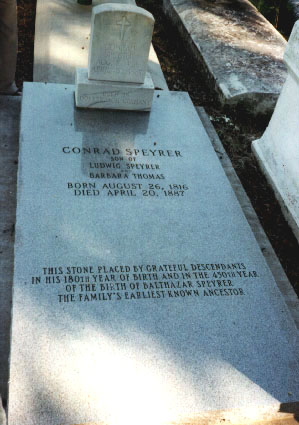 CONRAD SPEYRER
SON OF
LUDWIG SPEYRER
BARBARA THOMAS
BORN AUGUST 26, 1816
DIED APRIL 20, 1887
THIS STONE PLACED BY GRATEFUL DESCENDANTS
IN HIS 180TH YEAR OF BIRTH AND IN THE 450TH YEAR
OF THE BIRTH OF BALTHAZAR SPEYRER
THE FAMILY'S EARLIEST KNOWN ANCESTOR